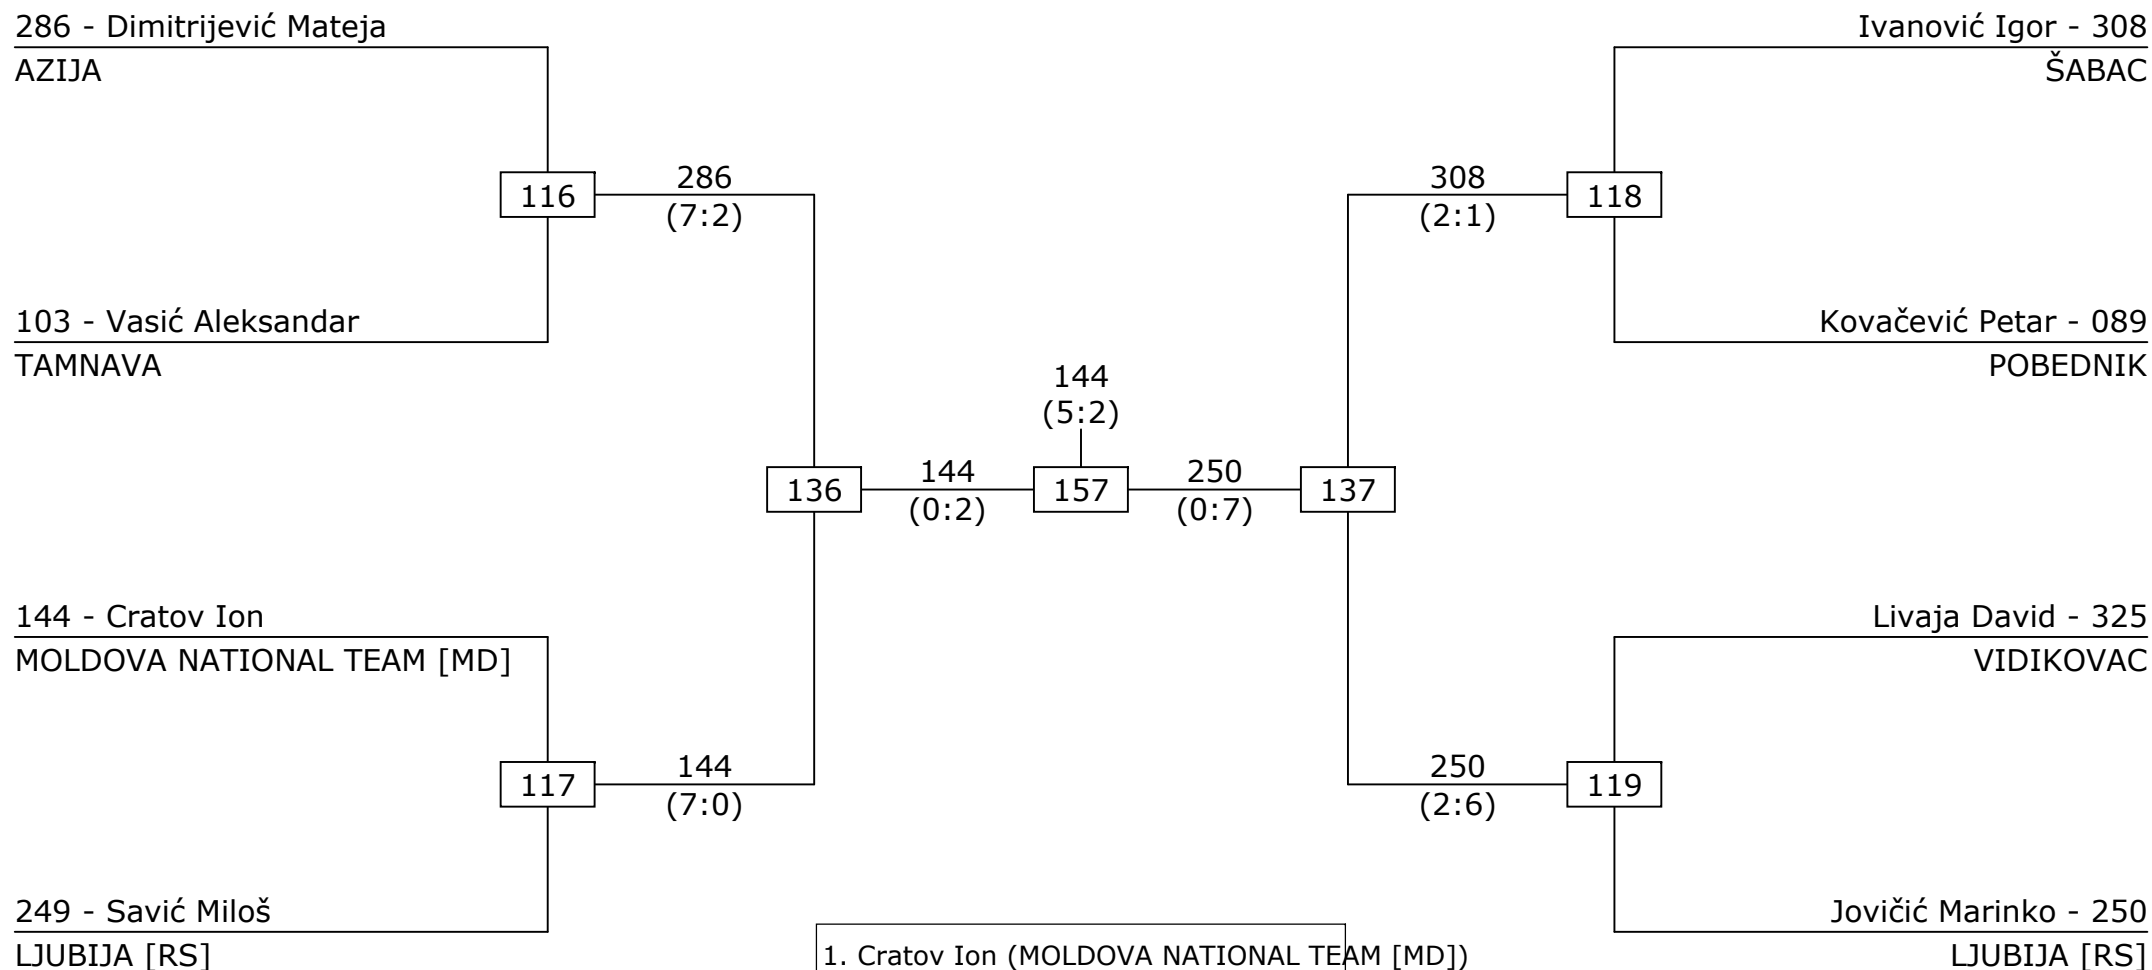 286 - Dimitrijević Mateja
AZIJA
Ivanović Igor - 308
ŠABAC
116
286
(7:2)
308
(2:1)
118
103 - Vasić Aleksandar
TAMNAVA
Kovačević Petar - 089
POBEDNIK
144
(5:2)
136
144
(0:2)
157
250
(0:7)
137
144 - Cratov Ion
MOLDOVA NATIONAL TEAM [MD]
Livaja David - 325
VIDIKOVAC
117
144
(7:0)
250
(2:6)
119
249 - Savić Miloš
LJUBIJA [RS]
Jovičić Marinko - 250
LJUBIJA [RS]
1. Cratov Ion (MOLDOVA NATIONAL TEAM [MD])